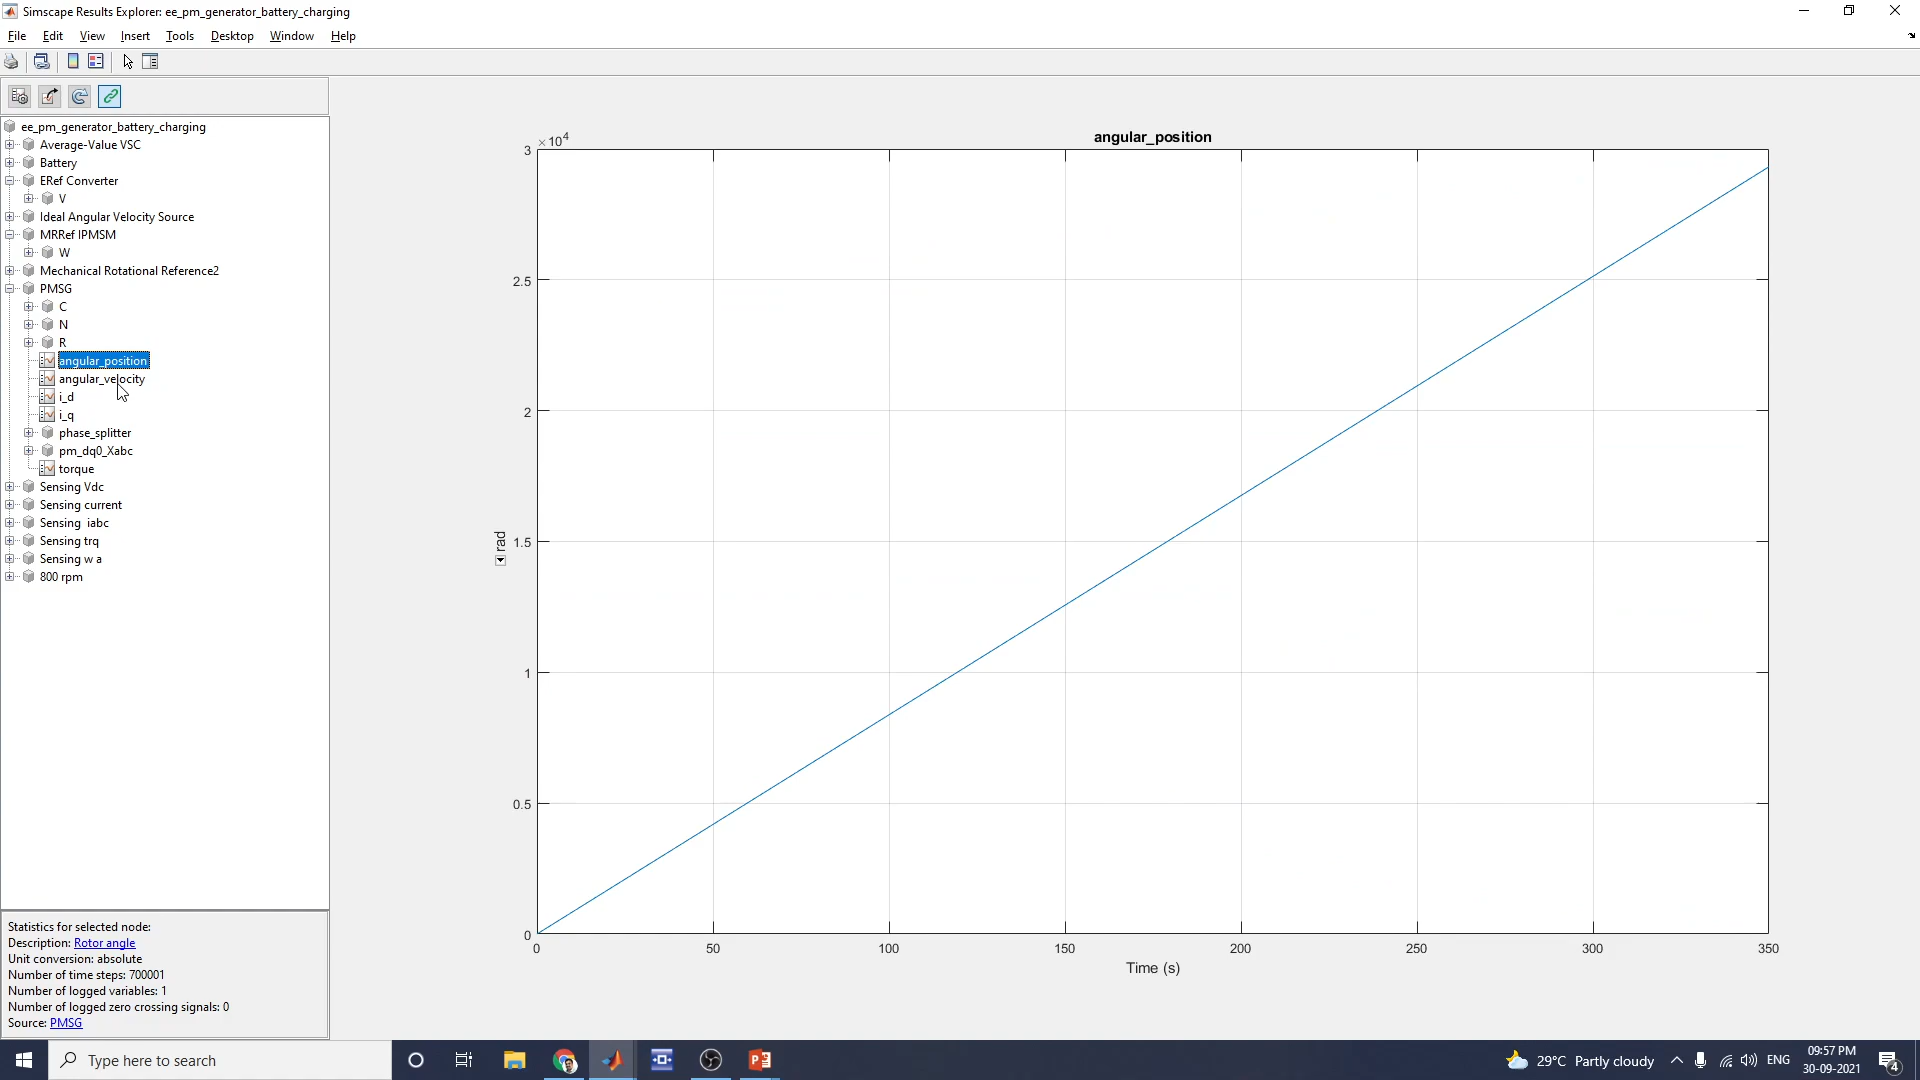 Simscape Results Explorer: ee_pm_generator_battery_charging
File Edit View Insert Tools Desktop Window Help
ee_pm_generator_battery_charging
Average-Value VSC
Battery
ERef Converter
V
Ideal Angular Velocity Source
MRRef IPMSM
W
Mechanical Rotational Reference2
PMSG
C
N
R
angular_position
angular_velocity
i_d
i_q
phase_splitter
pm_dq0_Xabc
torque
Sensing Vdc
Sensing current
Sensing iabc
Sensing trq
Sensing w a
800 rpm
Statistics for selected node:
Description: Rotor angle
Unit conversion: absolute
Number of time steps: 700001
Number of logged variables: 1
Number of logged zero crossing signals: 0
Source: PMSG
angular_position
×10⁴
3
2.5
2
1.5
1
0.5
0
rad
0 50 100 150 200 250 300 350
Time (s)
Type here to search
29°C Partly cloudy
ENG
09:57 PM
30-09-2021
4